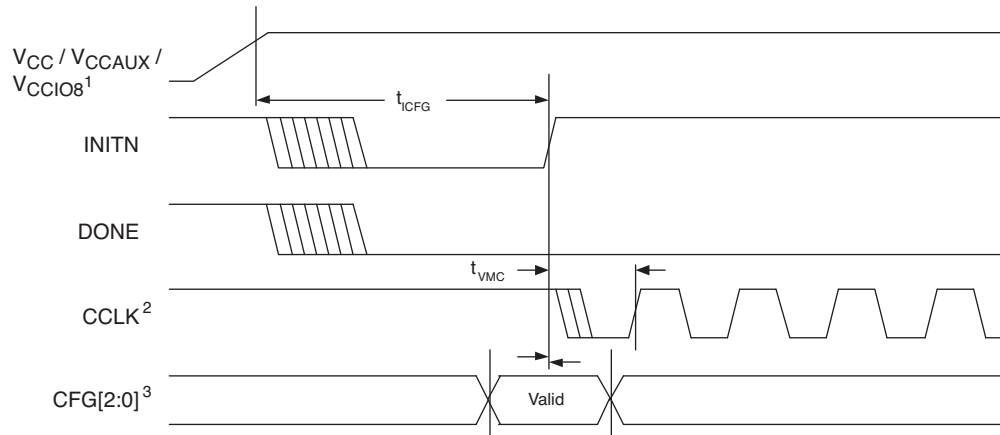 VCC / VCCAUX /
VCCIO8¹
tICFG
INITN
DONE
tVMC
CCLK²
CFG[2:0]³
Valid